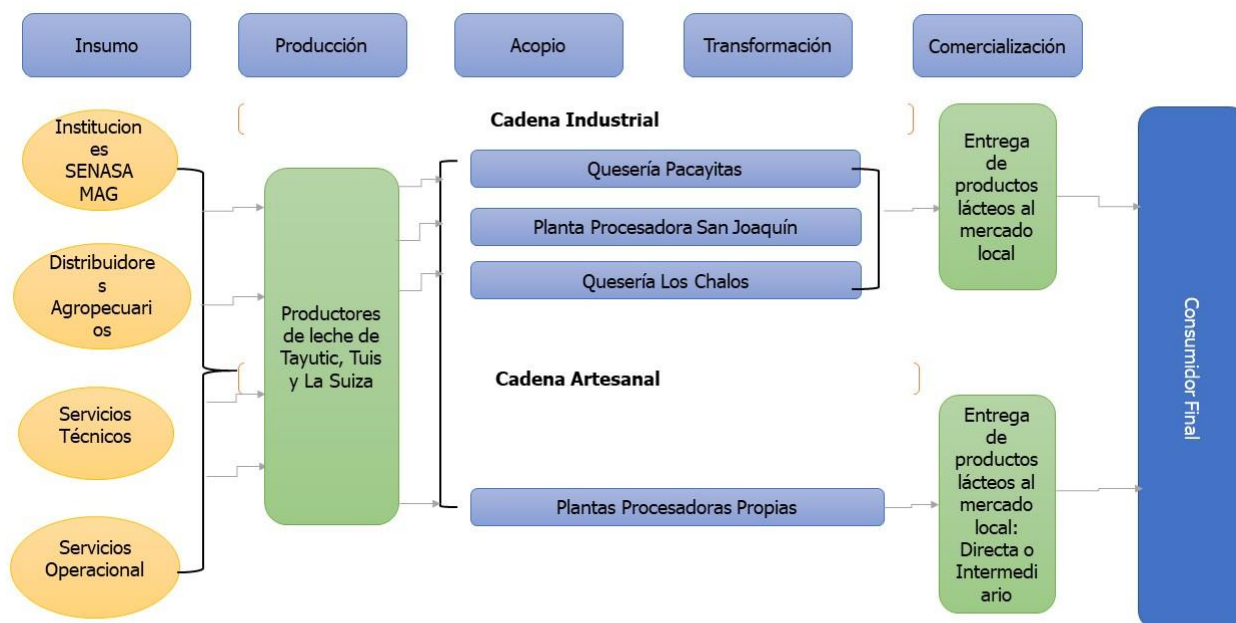 Insumo
Producción
Acopio
Transformación
Comercialización
Institucion
es
SENASA
MAG
Distribuidore
s
Agropecuari
os
Servicios
Técnicos
Servicios
Operacional
Productores
de leche de
Tayutic, Tuis
y La Suiza
Cadena Industrial
Quesería Pacayitas
Planta Procesadora San Joaquín
Quesería Los Chalos
Cadena Artesanal
Plantas Procesadoras Propias
Entrega
de
productos
lácteos al
mercado
local
Entrega
de
productos
lácteos al
mercado
local:
Directa o
Intermedi
ario
Consumidor Final